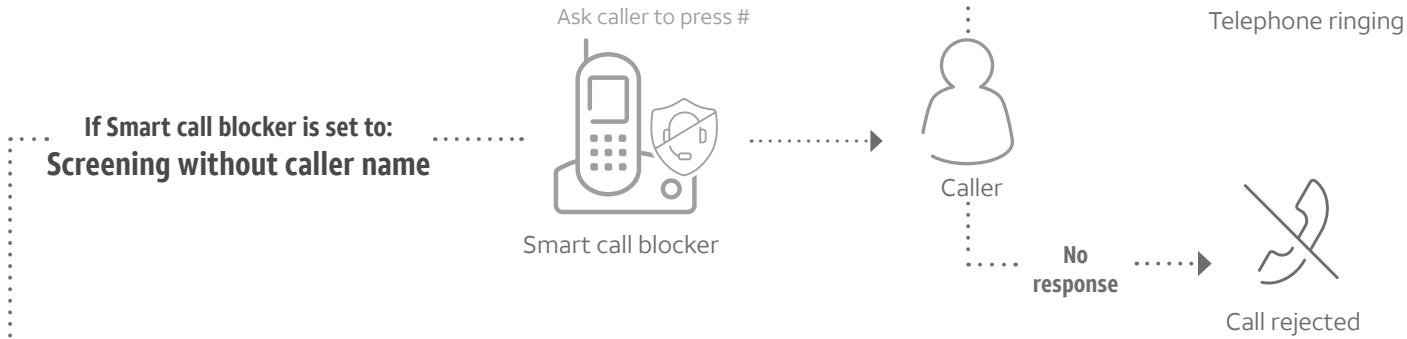 Ask caller to press #
Telephone ringing
If Smart call blocker is set to:
Screening without caller name
Caller
Smart call blocker
No
response
Call rejected